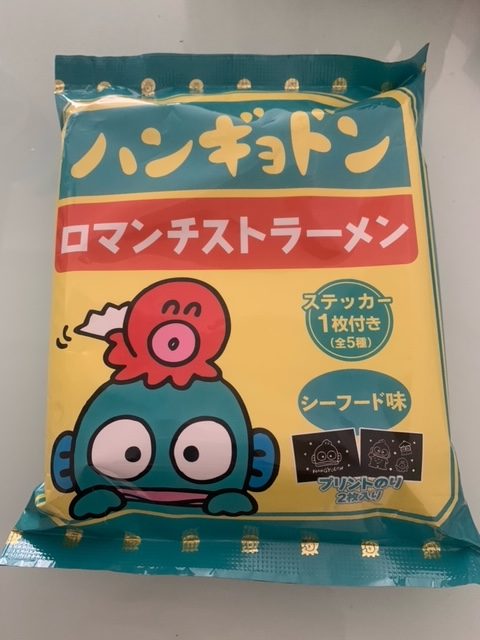 ハンギョドン
ロマンチストラーメン
ステッカー
1枚付き
(全5種)
シーフード味
HANGYODON
プリントのり
2枚入り